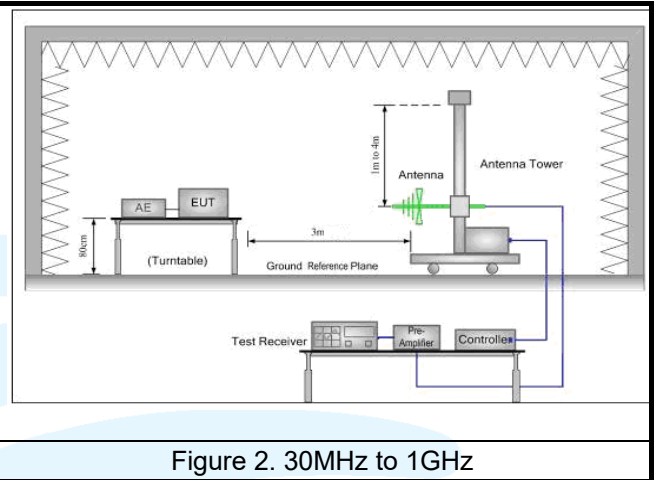 1m to 4m
Antenna
Antenna Tower
AE
EUT
80cm
(Turntable)
3m
Ground Reference Plane
Test Receiver
Pre-
Amplifier
Controller
Figure 2. 30MHz to 1GHz